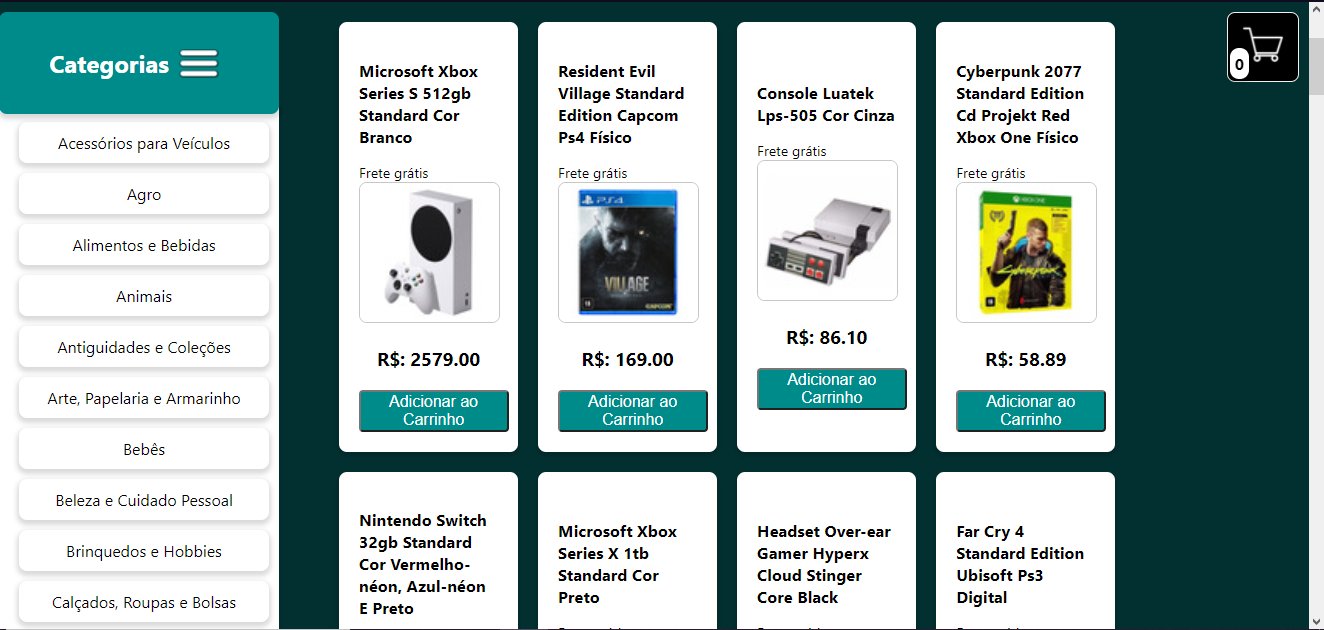 Categorias
Acessórios para Veículos
Agro
Alimentos e Bebidas
Animais
Antiguidades e Coleções
Arte, Papelaria e Armarinho
Bebês
Beleza e Cuidado Pessoal
Brinquedos e Hobbies
Calçados, Roupas e Bolsas
Microsoft Xbox
Series S 512gb
Standard Cor
Branco
Frete grátis
R$: 2579.00
Adicionar ao
Carrinho
Resident Evil
Village Standard
Edition Capcom
Ps4 Físico
Frete grátis
PS4
VILLAGE
CAPCOM
R$: 169.00
Adicionar ao
Carrinho
Console Luatek
Lps-505 Cor Cinza
Frete grátis
R$: 86.10
Adicionar ao
Carrinho
Cyberpunk 2077
Standard Edition
Cd Projekt Red
Xbox One Físico
Frete grátis
XBOX ONE
Cyberpunk
R$: 58.89
Adicionar ao
Carrinho
0
Nintendo Switch
32gb Standard
Cor Vermelho-
néon, Azul-néon
E Preto
Microsoft Xbox
Series X 1tb
Standard Cor
Preto
Headset Over-ear
Gamer Hyperx
Cloud Stinger
Core Black
Far Cry 4
Standard Edition
Ubisoft Ps3
Digital